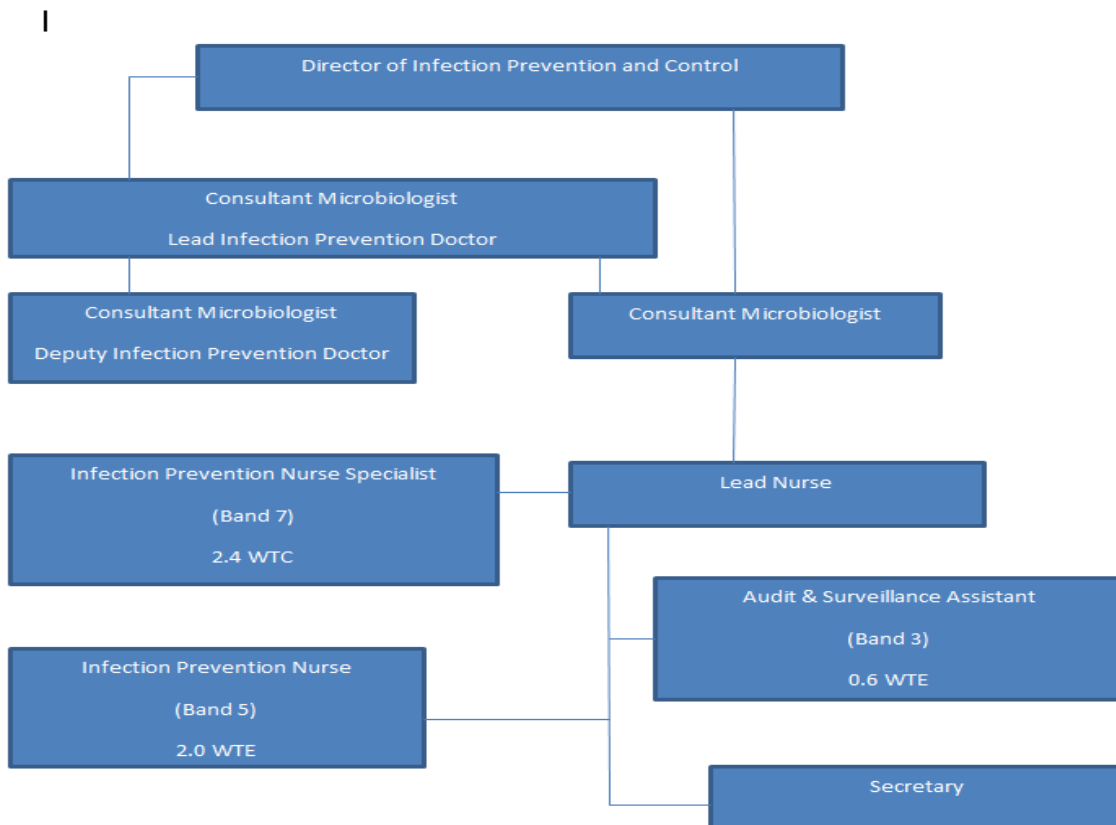 I
Director of Infection Prevention and Control
Consultant Microbiologist
Lead Infection Prevention Doctor
Consultant Microbiologist
Deputy Infection Prevention Doctor
Consultant Microbiologist
Infection Prevention Nurse Specialist
(Band 7)
2.4 WTC
Lead Nurse
Audit & Surveillance Assistant
(Band 3)
0.6 WTE
Infection Prevention Nurse
(Band 5)
2.0 WTE
Secretary